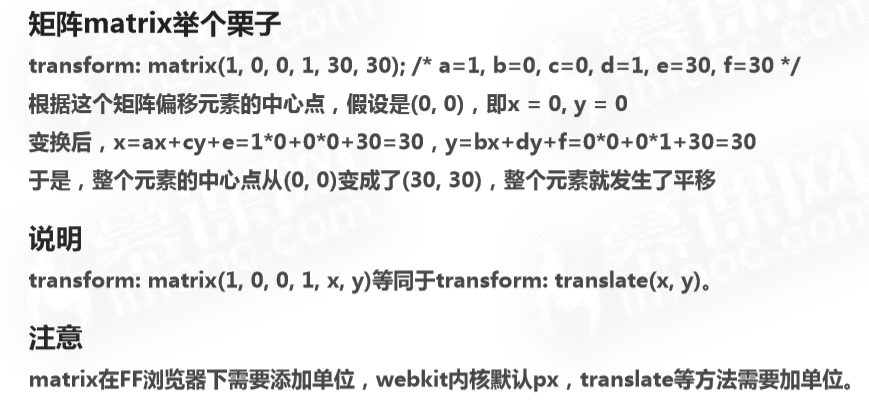 矩阵matrix举个栗子
transform: matrix(1, 0, 0, 1, 30, 30); /* a=1, b=0, c=0, d=1, e=30, f=30 */
根据这个矩阵偏移元素的中心点，假设是(0, 0)，即x = 0, y = 0
变换后，x=ax+cy+e=1*0+0*0+30=30，y=bx+dy+f=0*0+0*1+30=30
于是，整个元素的中心点从(0, 0)变成了(30, 30)，整个元素就发生了平移
说明
transform: matrix(1, 0, 0, 1, x, y)等同于transform: translate(x, y)。
注意
matrix在FF浏览器下需要添加单位，webkit内核默认px，translate等方法需要加单位。